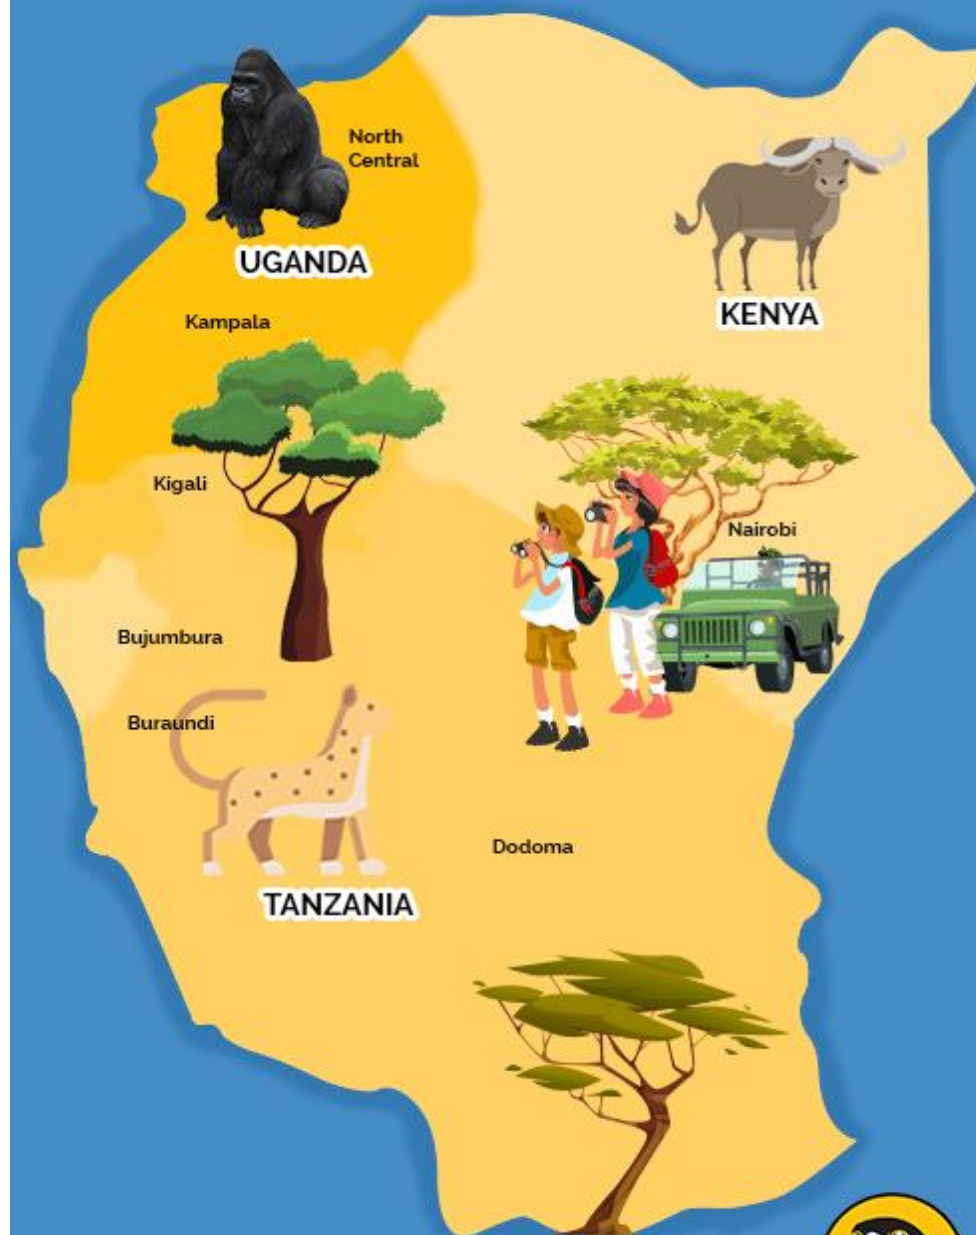 North
Central
UGANDA
KENYA
Kampala
Kigali
Nairobi
Bujumbura
Buraundi
Dodoma
TANZANIA